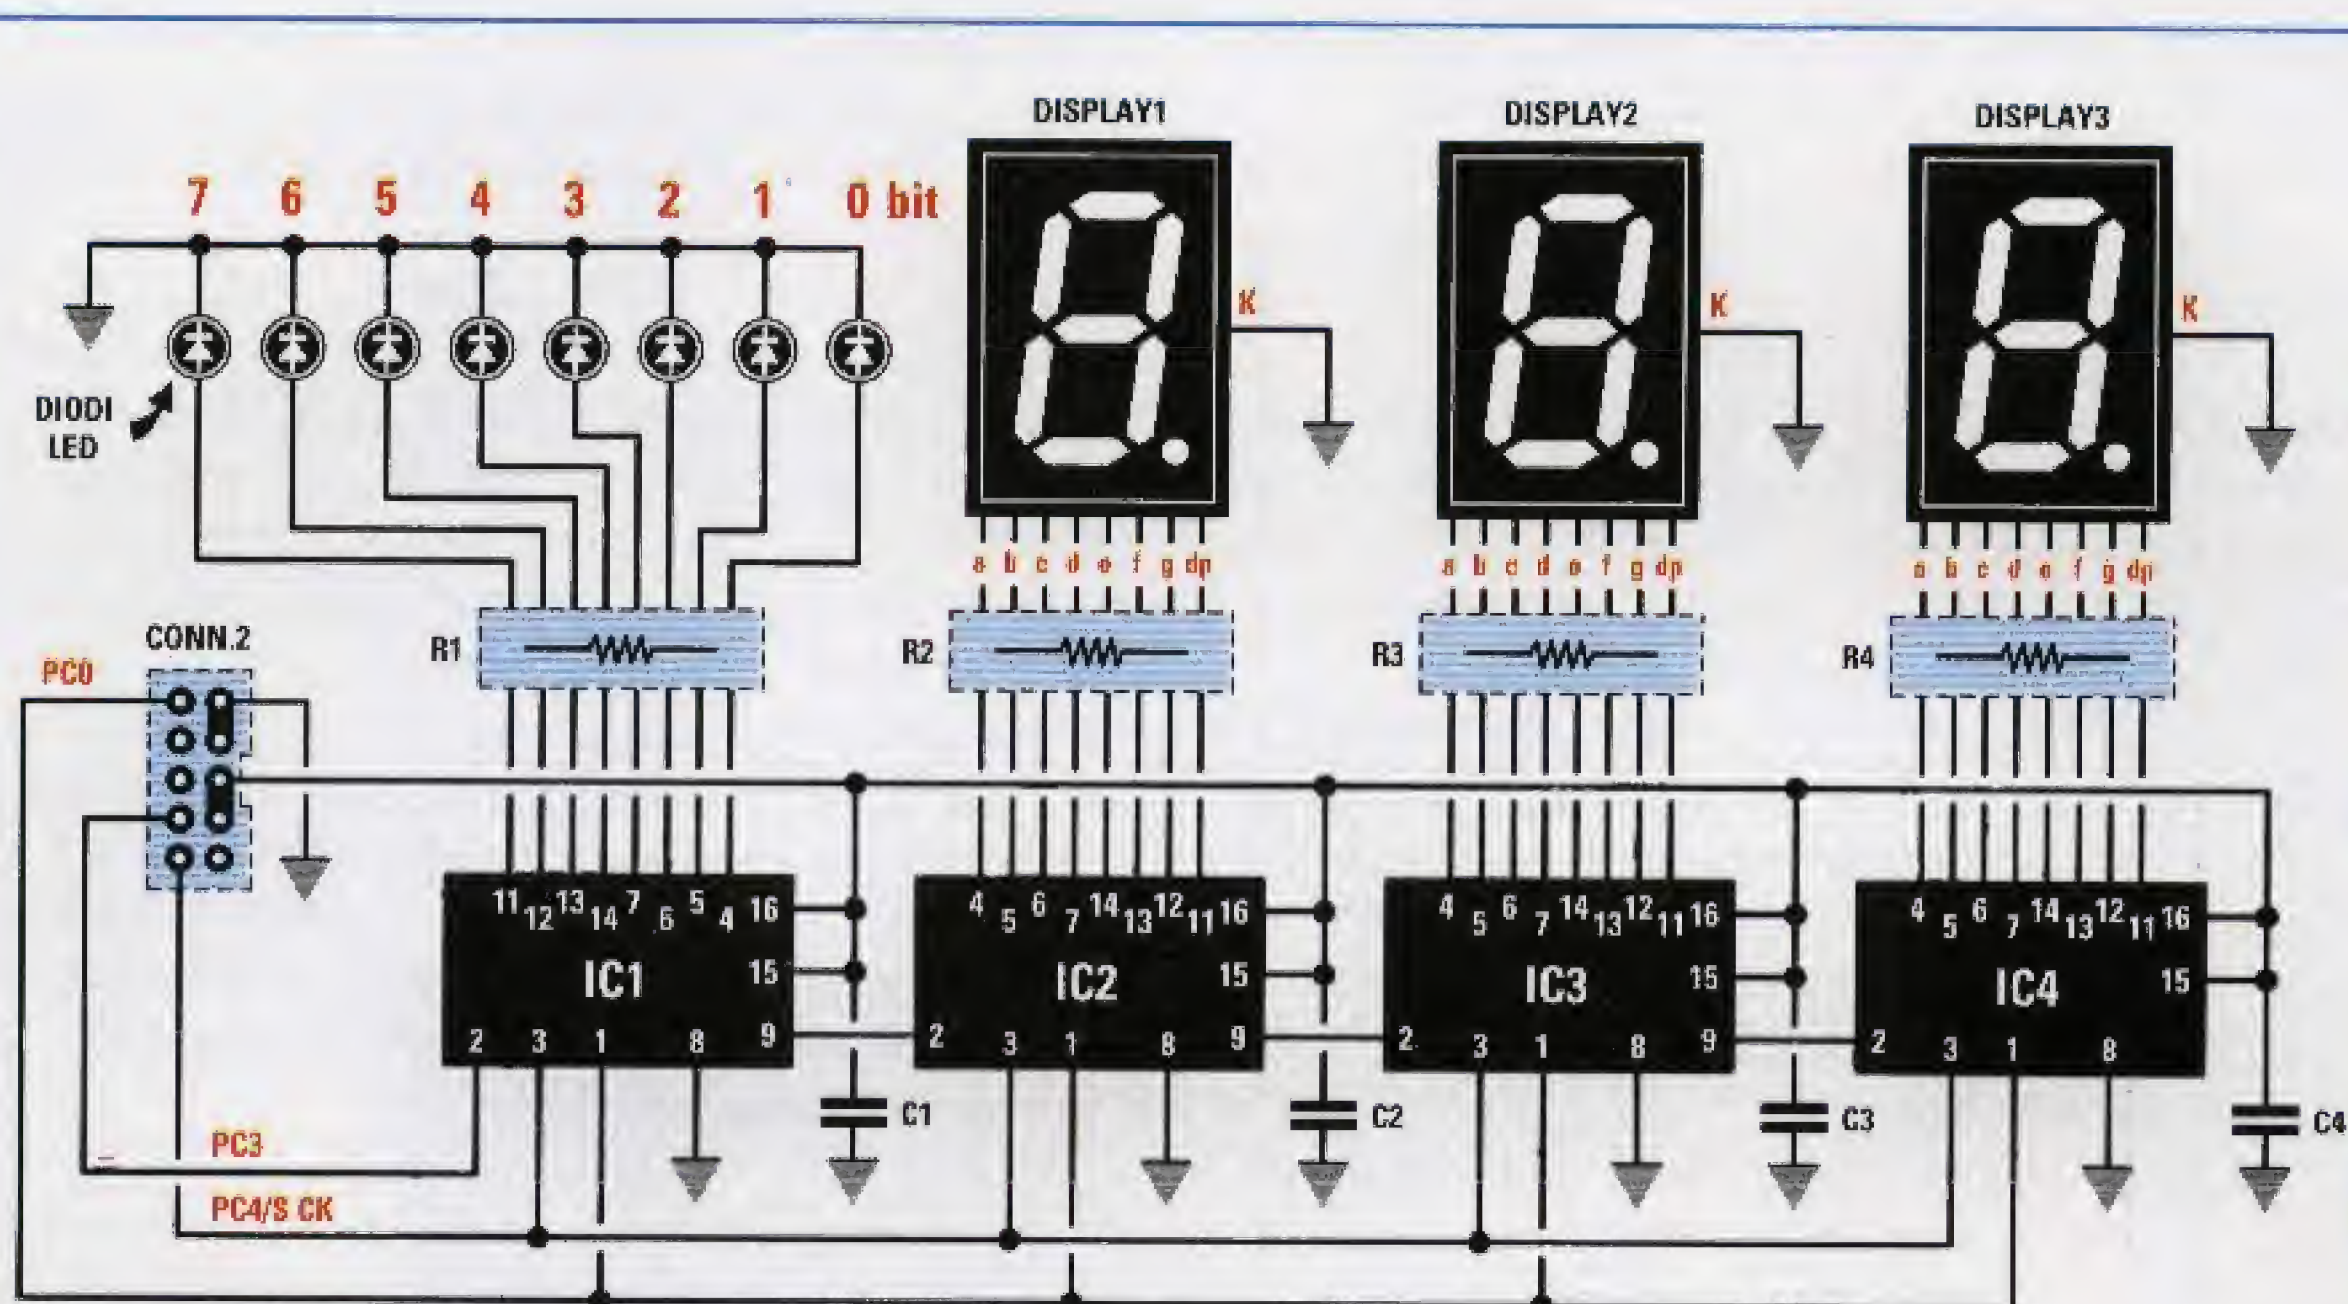 DISPLAY1
DISPLAY2
DISPLAY3
7 6 5 4 3 2 1 0 bit
K
K
K
DIODI
LED
a b c d e f g dp
a b c d e f g dp
a b c d e f g dp
CONN.2
PC0
R1
R2
R3
R4
11 12 13 14 7 6 5 4 16
15
IC1
2 3 1 8 9
4 5 6 7 14 13 12 11 16
15
IC2
2 3 1 8 9
4 5 6 7 14 13 12 11 16
15
IC3
2 3 1 8 9
4 5 6 7 14 13 12 11 16
15
IC4
2 3 1 8
C1
C2
C3
C4
PC3
PC4/S CK